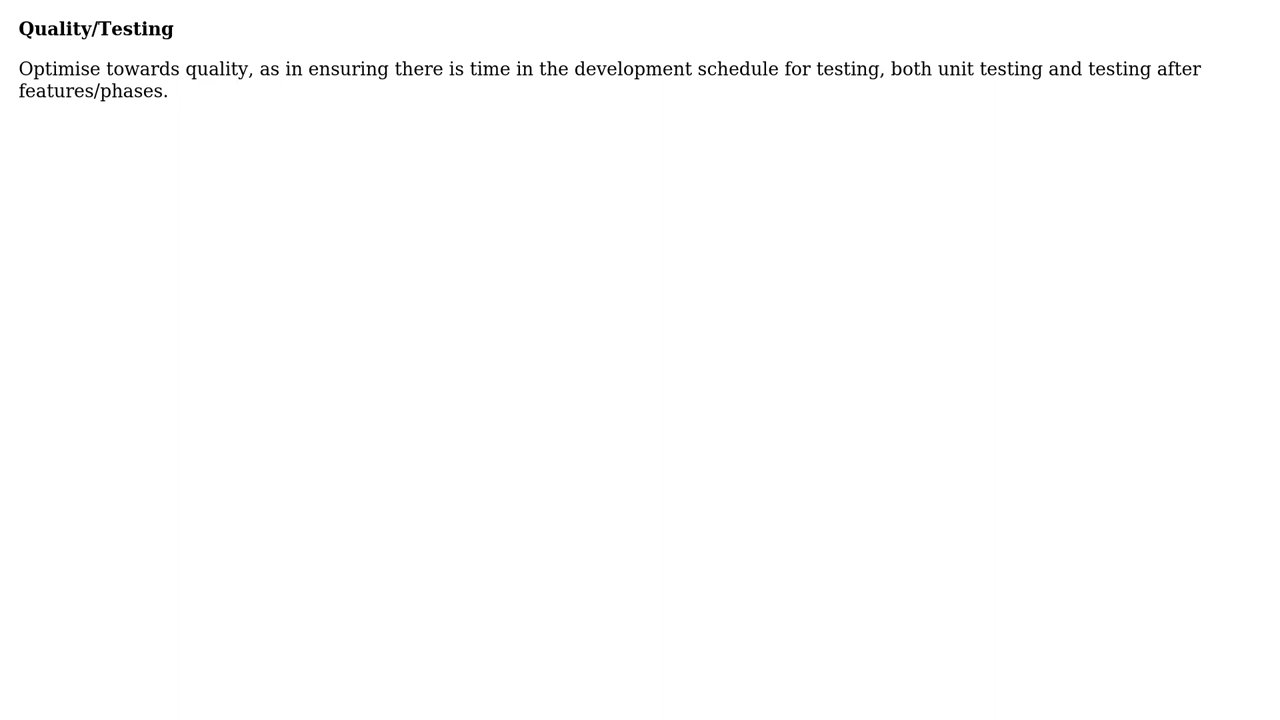 Quality/Testing
Optimise towards quality, as in ensuring there is time in the development schedule for testing, both unit testing and testing after
features/phases.